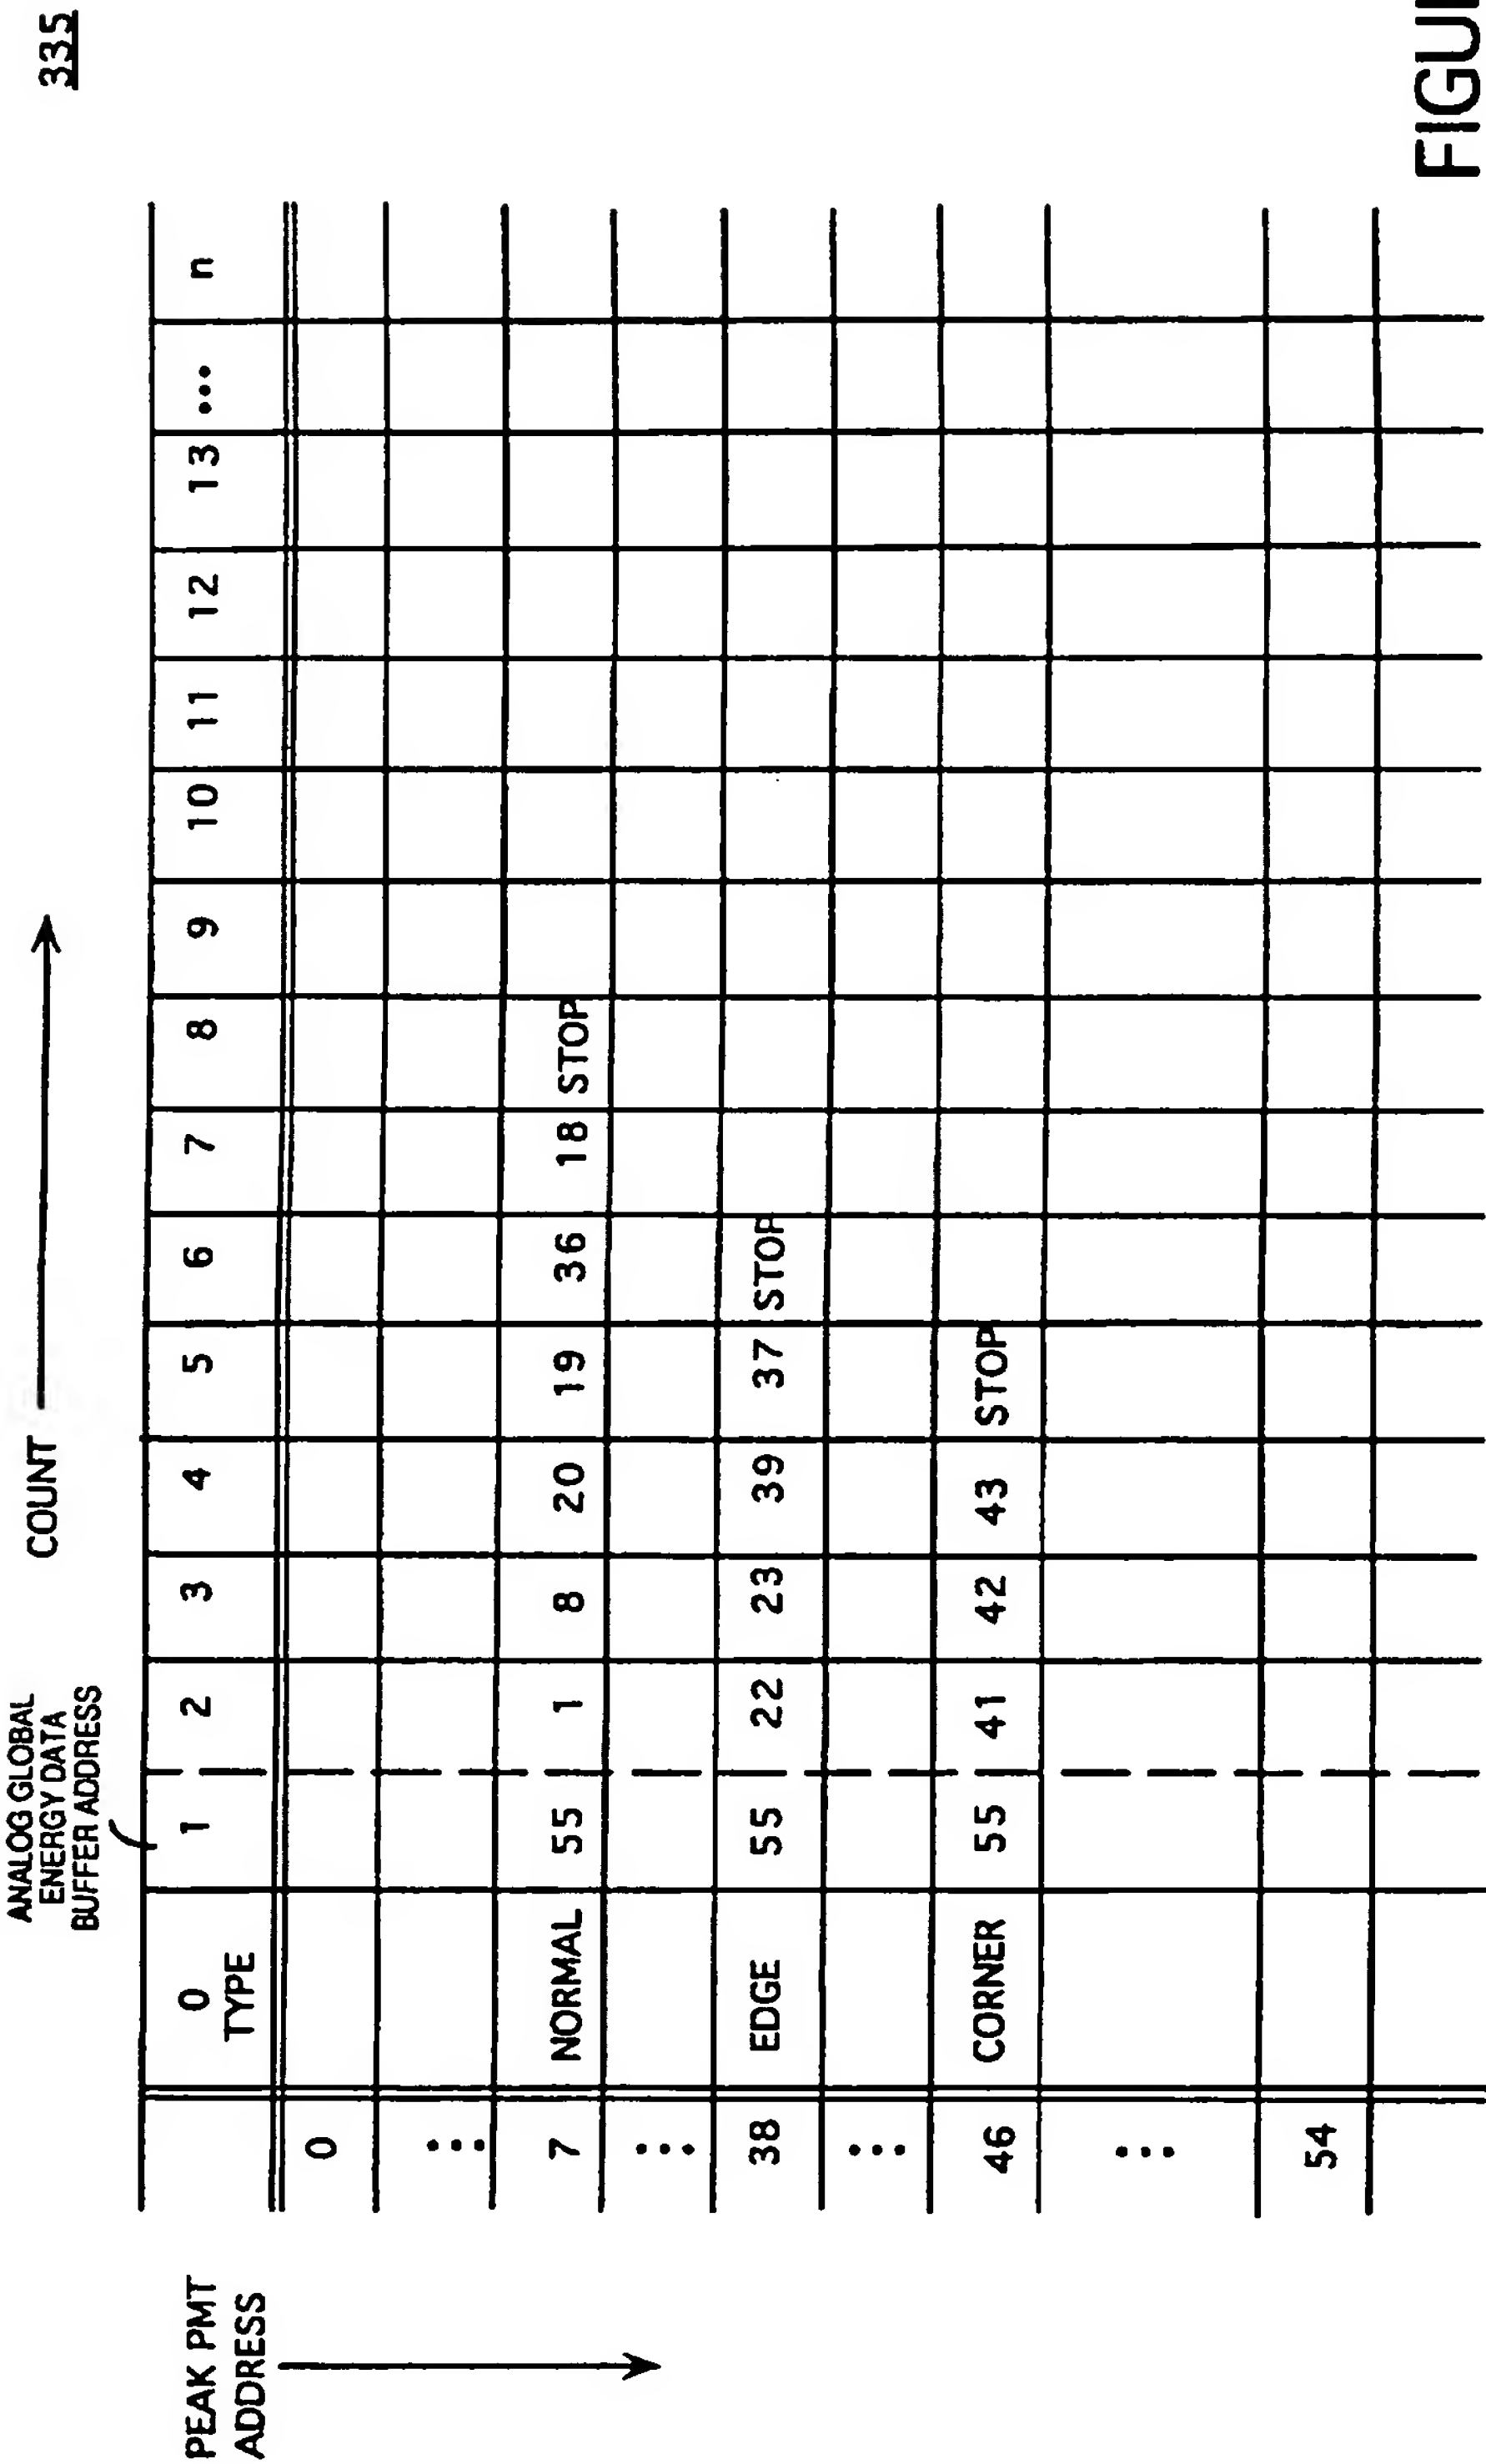 335
COUNT
ANALOG GLOBAL
ENERGY DATA
BUFFER ADDRESS
PEAK PMT
ADDRESS
0 1 2 3 4 5 6 7 8 9 10 11 12 13 ... n
TYPE
0
⋮
7 NORMAL 55 1 8 20 19 36 18 STOP
⋮
38 EDGE 55 22 23 39 37 STOP
⋮
46 CORNER 55 41 42 43 STOP
⋮
54